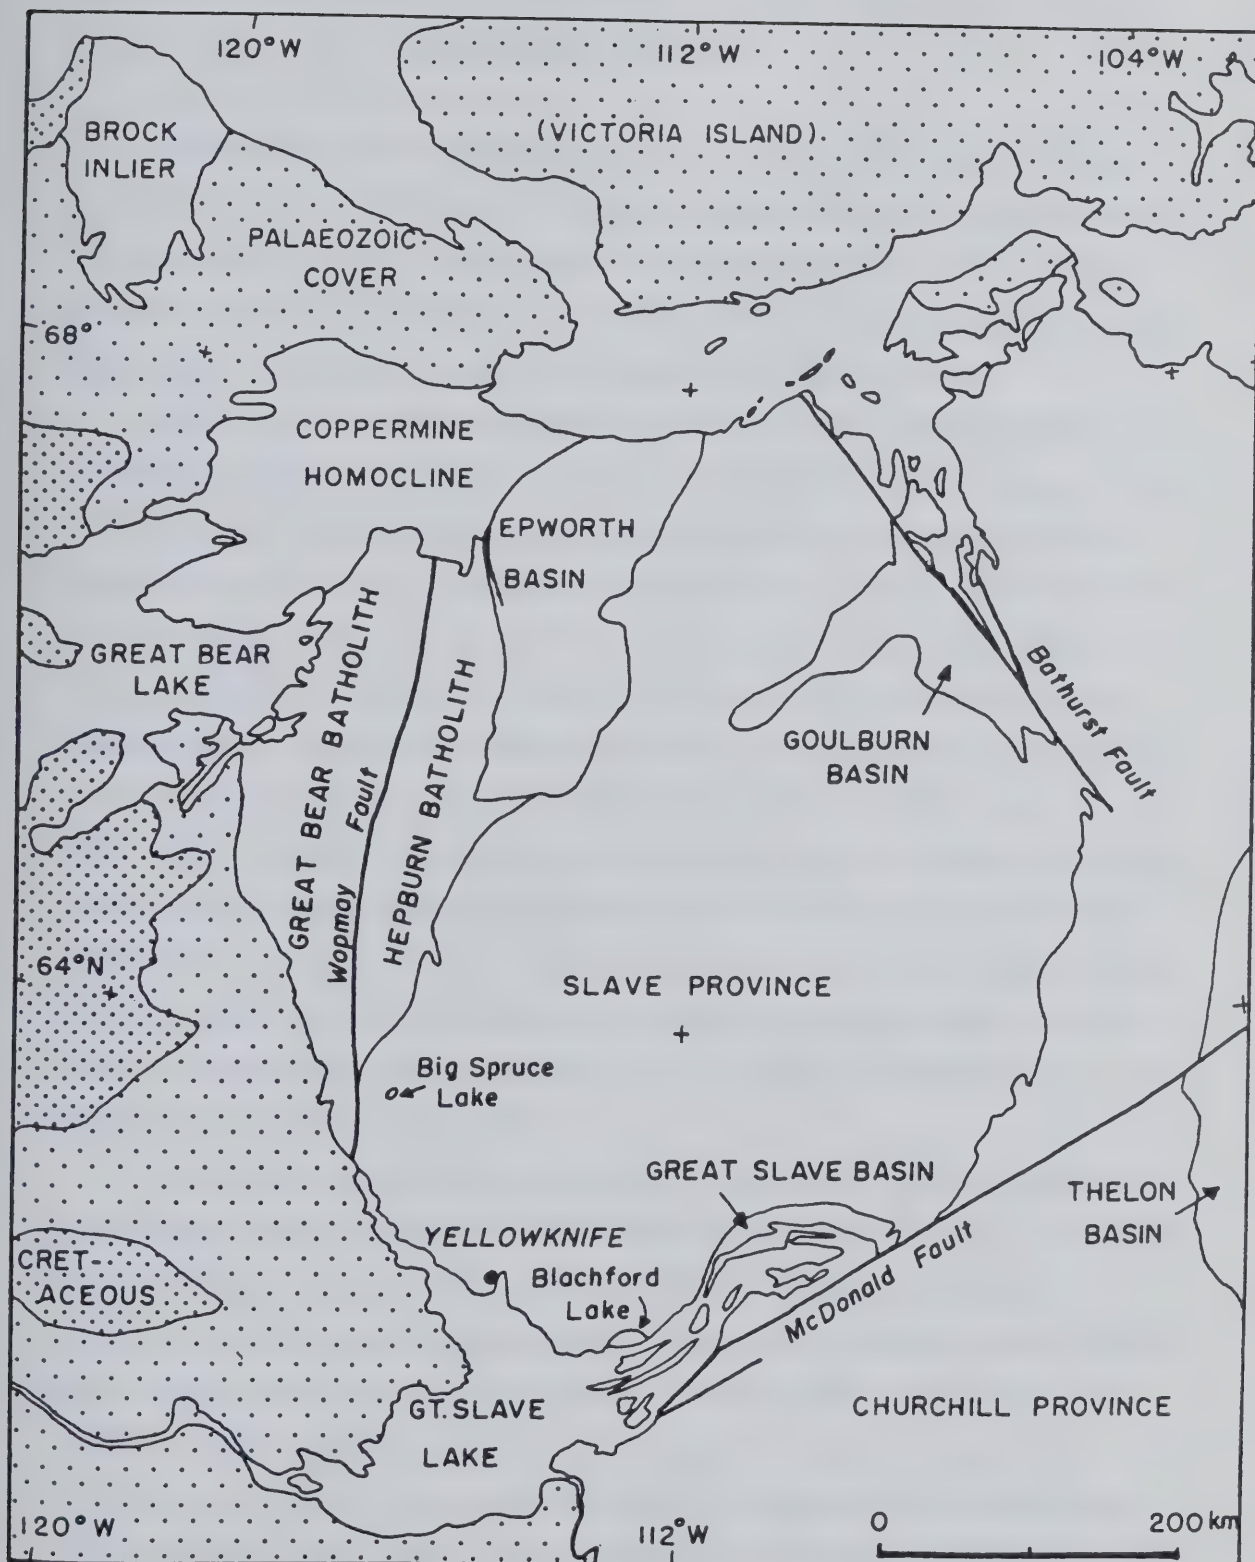 120°W
112°W
104°W
BROCK
INLIER
(VICTORIA ISLAND)
PALAEOZOIC
COVER
68°
COPPERMINE
HOMOCLINE
EPWORTH
BASIN
GREAT BEAR
LAKE
GREAT BEAR BATHOLITH
Wopmay Fault
HEPBURN BATHOLITH
GOULBURN
BASIN
Bathurst Fault
64°N
SLAVE PROVINCE
Big Spruce
Lake
GREAT SLAVE BASIN
THELON
BASIN
YELLOWKNIFE
CRET-
ACEOUS
Blachford
Lake
McDonald Fault
GT. SLAVE
LAKE
CHURCHILL PROVINCE
120°W
112°W
0 200 km